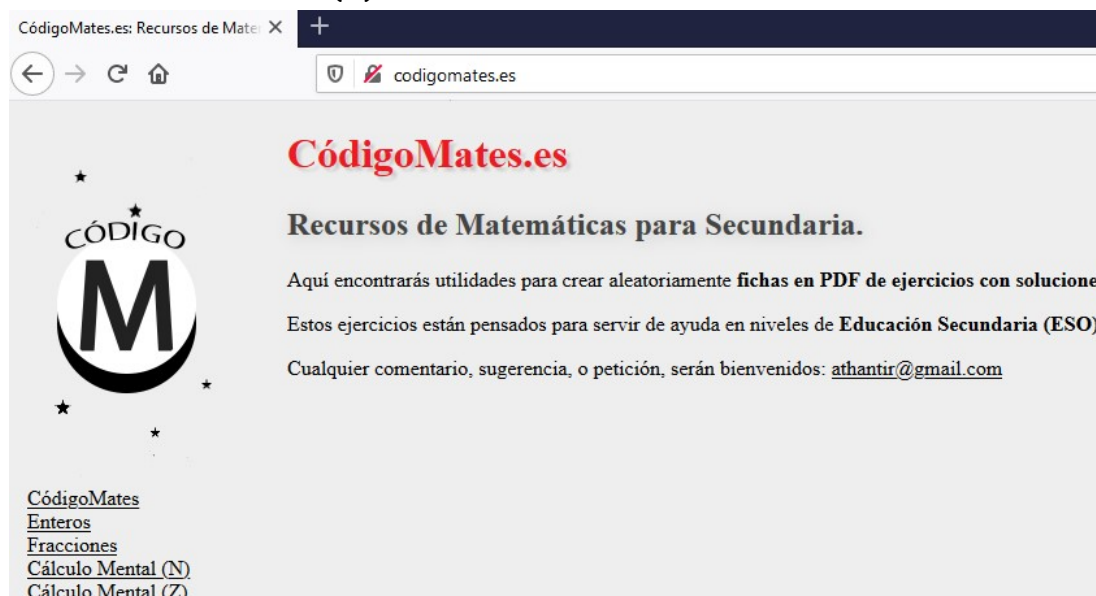 CódigoMates.es: Recursos de Mate
codigomates.es
CódigoMates.es
CÓDIGO
M
Recursos de Matemáticas para Secundaria.
Aquí encontrarás utilidades para crear aleatoriamente fichas en PDF de ejercicios con
Estos ejercicios están pensados para servir de ayuda en niveles de Educación Secundaria (ESO)
Cualquier comentario, sugerencia, o petición, serán bienvenidos: athantir@gmail.com
CódigoMates
Enteros
Fracciones
Cálculo Mental (N)
Cálculo Mental (Z)